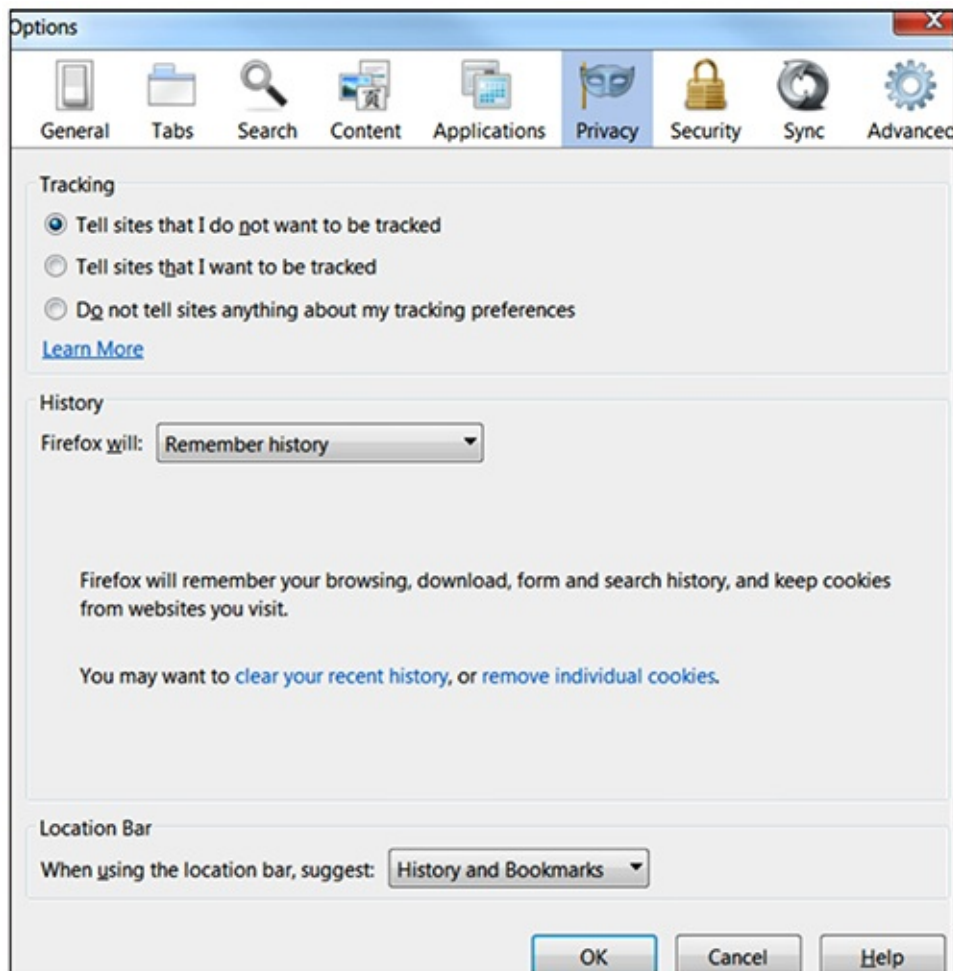 Options
General Tabs Search Content Applications Privacy Security Sync Advanced
Tracking
Tell sites that I do not want to be tracked
Tell sites that I want to be tracked
Do not tell sites anything about my tracking preferences
Learn More
History
Firefox will: Remember history
Firefox will remember your browsing, download, form and search history, and keep cookies
from websites you visit.
You may want to clear your recent history, or remove individual cookies.
Location Bar
When using the location bar, suggest: History and Bookmarks
OK Cancel Help